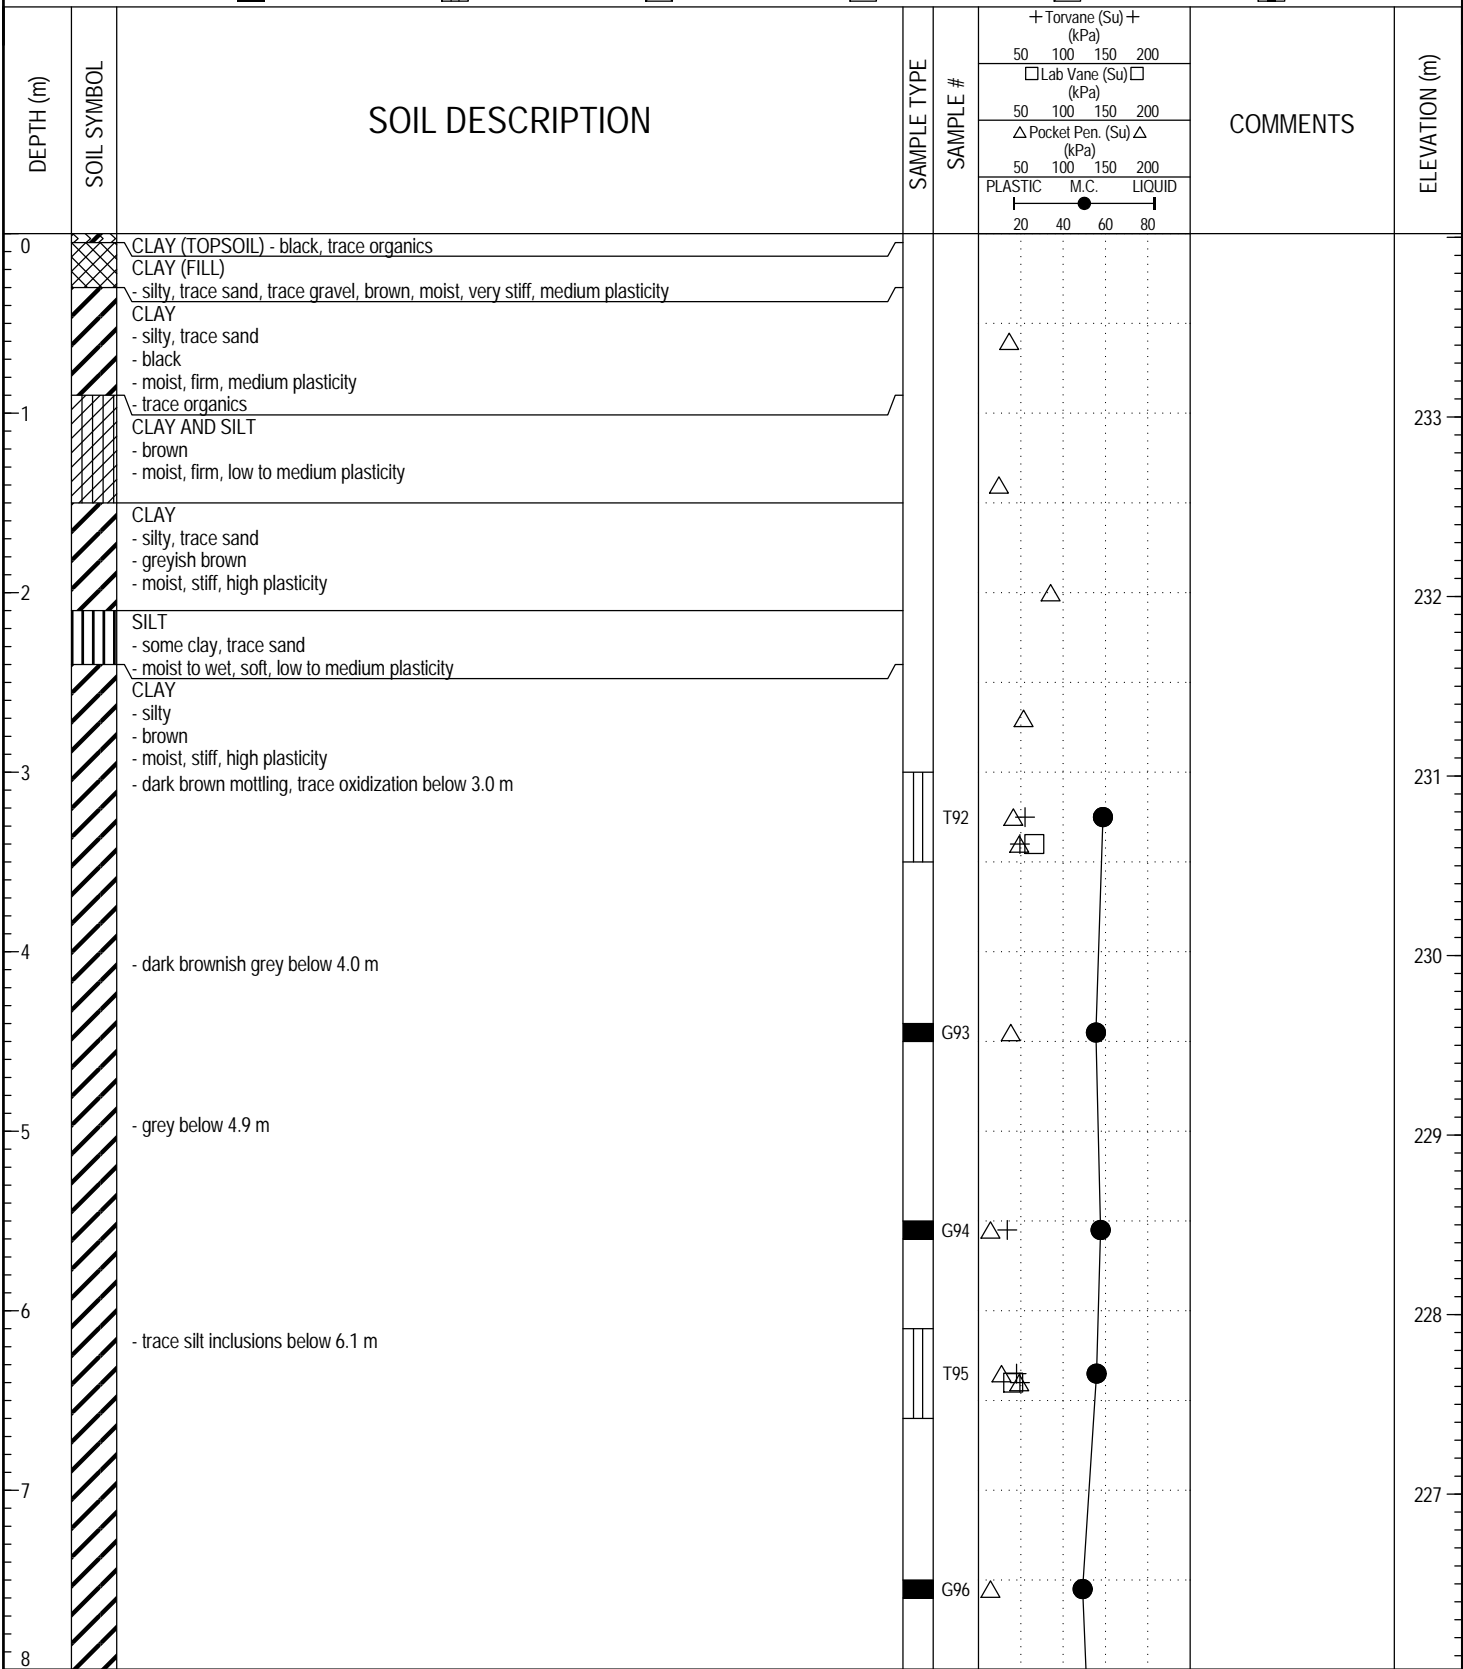 DEPTH (m)
SOIL SYMBOL
SOIL DESCRIPTION
SAMPLE TYPE
SAMPLE #
Torvane (Su)
(kPa)
50 100 150 200
Lab Vane (Su)
(kPa)
50 100 150 200
Pocket Pen. (Su)
(kPa)
50 100 150 200
PLASTIC M.C. LIQUID
20 40 60 80
COMMENTS
ELEVATION (m)
0
CLAY (TOPSOIL) - black, trace organics
CLAY (FILL)
- silty, trace sand, trace gravel, brown, moist, very stiff, medium plasticity
CLAY
- silty, trace sand
- black
- moist, firm, medium plasticity
- trace organics
1
233
CLAY AND SILT
- brown
- moist, firm, low to medium plasticity
CLAY
- silty, trace sand
- greyish brown
- moist, stiff, high plasticity
2
232
SILT
- some clay, trace sand
- moist to wet, soft, low to medium plasticity
CLAY
- silty
- brown
- moist, stiff, high plasticity
3
231
- dark brown mottling, trace oxidization below 3.0 m
T92
4
230
- dark brownish grey below 4.0 m
G93
- grey below 4.9 m
5
229
G94
6
228
- trace silt inclusions below 6.1 m
T95
7
227
G96
8